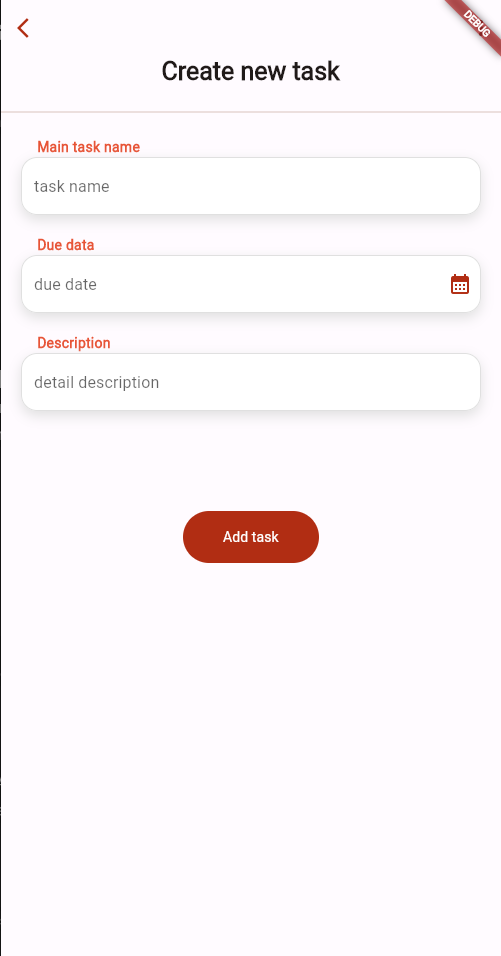 DEBUG
Create new task
Main task name
task name
Due data
due date
Description
detail description
Add task